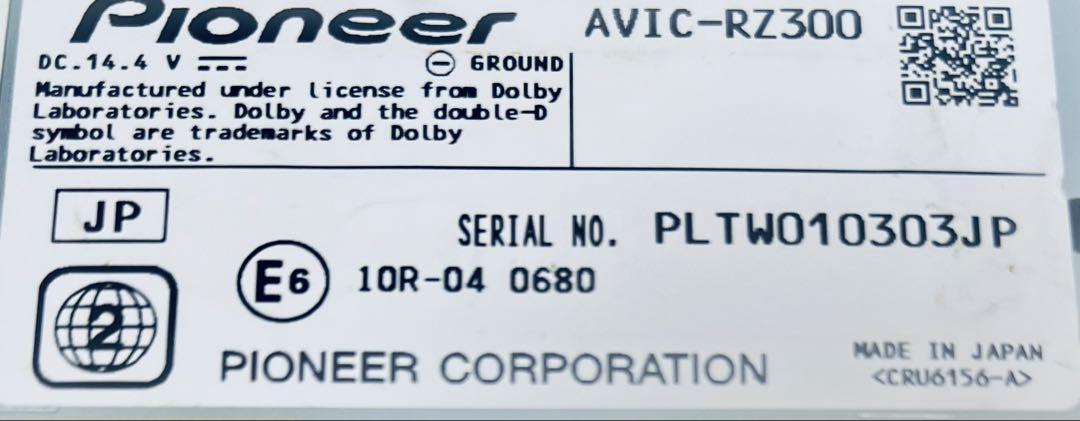 Pioneer AVIC-RZ300
DC.14.4 V ⊖ GROUND
Manufactured under license from Dolby
Laboratories. Dolby and the double-D
symbol are trademarks of Dolby
Laboratories.
JP
SERIAL NO. PLTW010303JP
E6 10R-04 0680
2
PIONEER CORPORATION
MADE IN JAPAN
<CRU6156-A>